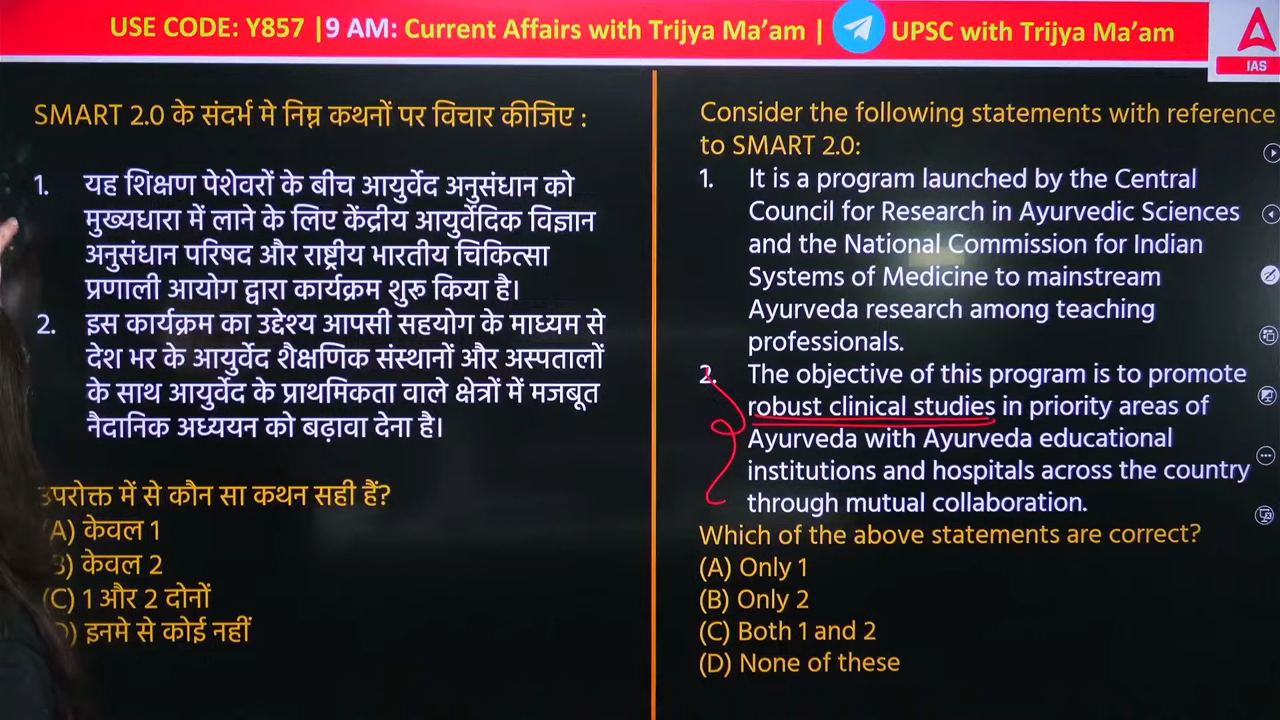 USE CODE: Y857 |9 AM: Current Affairs with Trijya Ma'am | UPSC with Trijya Ma'am
IAS
SMART 2.0 के संदर्भ मे निम्न कथनों पर विचार कीजिए :
1. यह शिक्षण पेशेवरों के बीच आयुर्वेद अनुसंधान को
मुख्यधारा में लाने के लिए केंद्रीय आयुर्वेदिक विज्ञान
अनुसंधान परिषद और राष्ट्रीय भारतीय चिकित्सा
प्रणाली आयोग द्वारा कार्यक्रम शुरू किया है।
2. इस कार्यक्रम का उद्देश्य आपसी सहयोग के माध्यम से
देश भर के आयुर्वेद शैक्षणिक संस्थानों और अस्पतालों
के साथ आयुर्वेद के प्राथमिकता वाले क्षेत्रों में मजबूत
नैदानिक अध्ययन को बढ़ावा देना है।
उपरोक्त में से कौन सा कथन सही हैं?
(A) केवल 1
B) केवल 2
(C) 1 और 2 दोनों
) इनमे से कोई नहीं
Consider the following statements with reference
to SMART 2.0:
1. It is a program launched by the Central
Council for Research in Ayurvedic Sciences
and the National Commission for Indian
Systems of Medicine to mainstream
Ayurveda research among teaching
professionals.
2. The objective of this program is to promote
robust clinical studies in priority areas of
Ayurveda with Ayurveda educational
institutions and hospitals across the country
through mutual collaboration.
Which of the above statements are correct?
(A) Only 1
(B) Only 2
(C) Both 1 and 2
(D) None of these